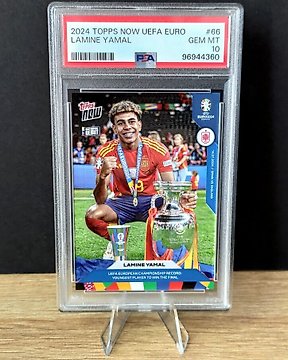 2024 TOPPS NOW UEFA EURO #66
LAMINE YAMAL GEM MT
10
PSA 96944360
Topps
NOW
LAMINE YAMAL
UEFA EUROPEAN CHAMPIONSHIP RECORD:
YOUNGEST PLAYER TO WIN THE FINAL